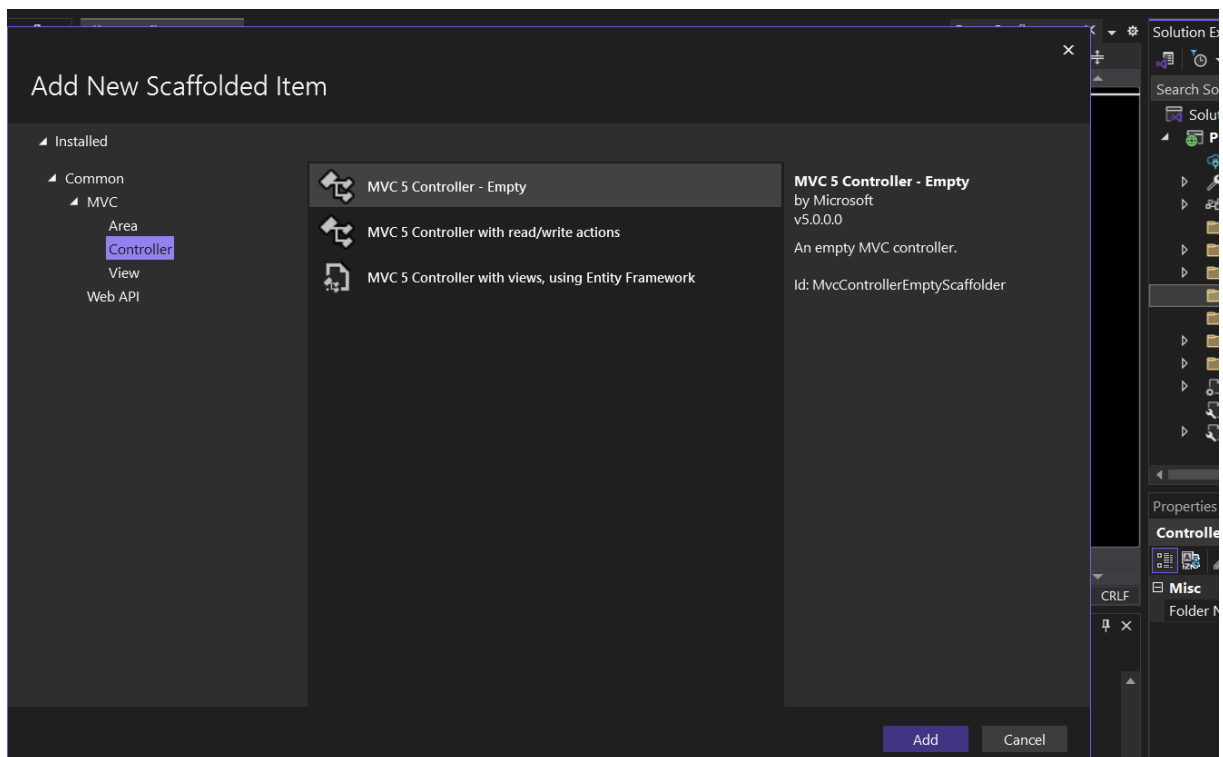 Add New Scaffolded Item
Installed
Common
MVC
Area
Controller
View
Web API
MVC 5 Controller - Empty
MVC 5 Controller with read/write actions
MVC 5 Controller with views, using Entity Framework
MVC 5 Controller - Empty
by Microsoft
v5.0.0.0
An empty MVC controller.
Id: MvcControllerEmptyScaffolder
Add Cancel
CRLF
Solution Ex
Search So
Solut
P
Properties
Controlle
Misc
Folder N